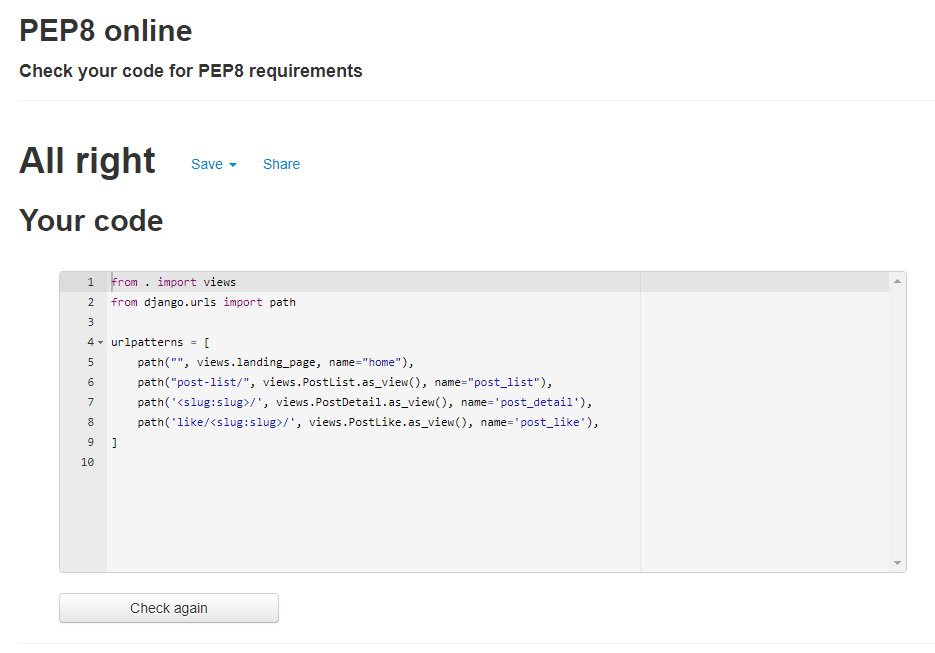 PEP8 online
Check your code for PEP8 requirements
All right Save Share
Your code
1 from . import views
2 from django.urls import path
3
4 urlpatterns = [
5     path("", views.landing_page, name="home"),
6     path("post-list/", views.PostList.as_view(), name="post_list"),
7     path('<slug:slug>/', views.PostDetail.as_view(), name='post_detail'),
8     path('like/<slug:slug>/', views.PostLike.as_view(), name='post_like'),
9 ]
10
Check again